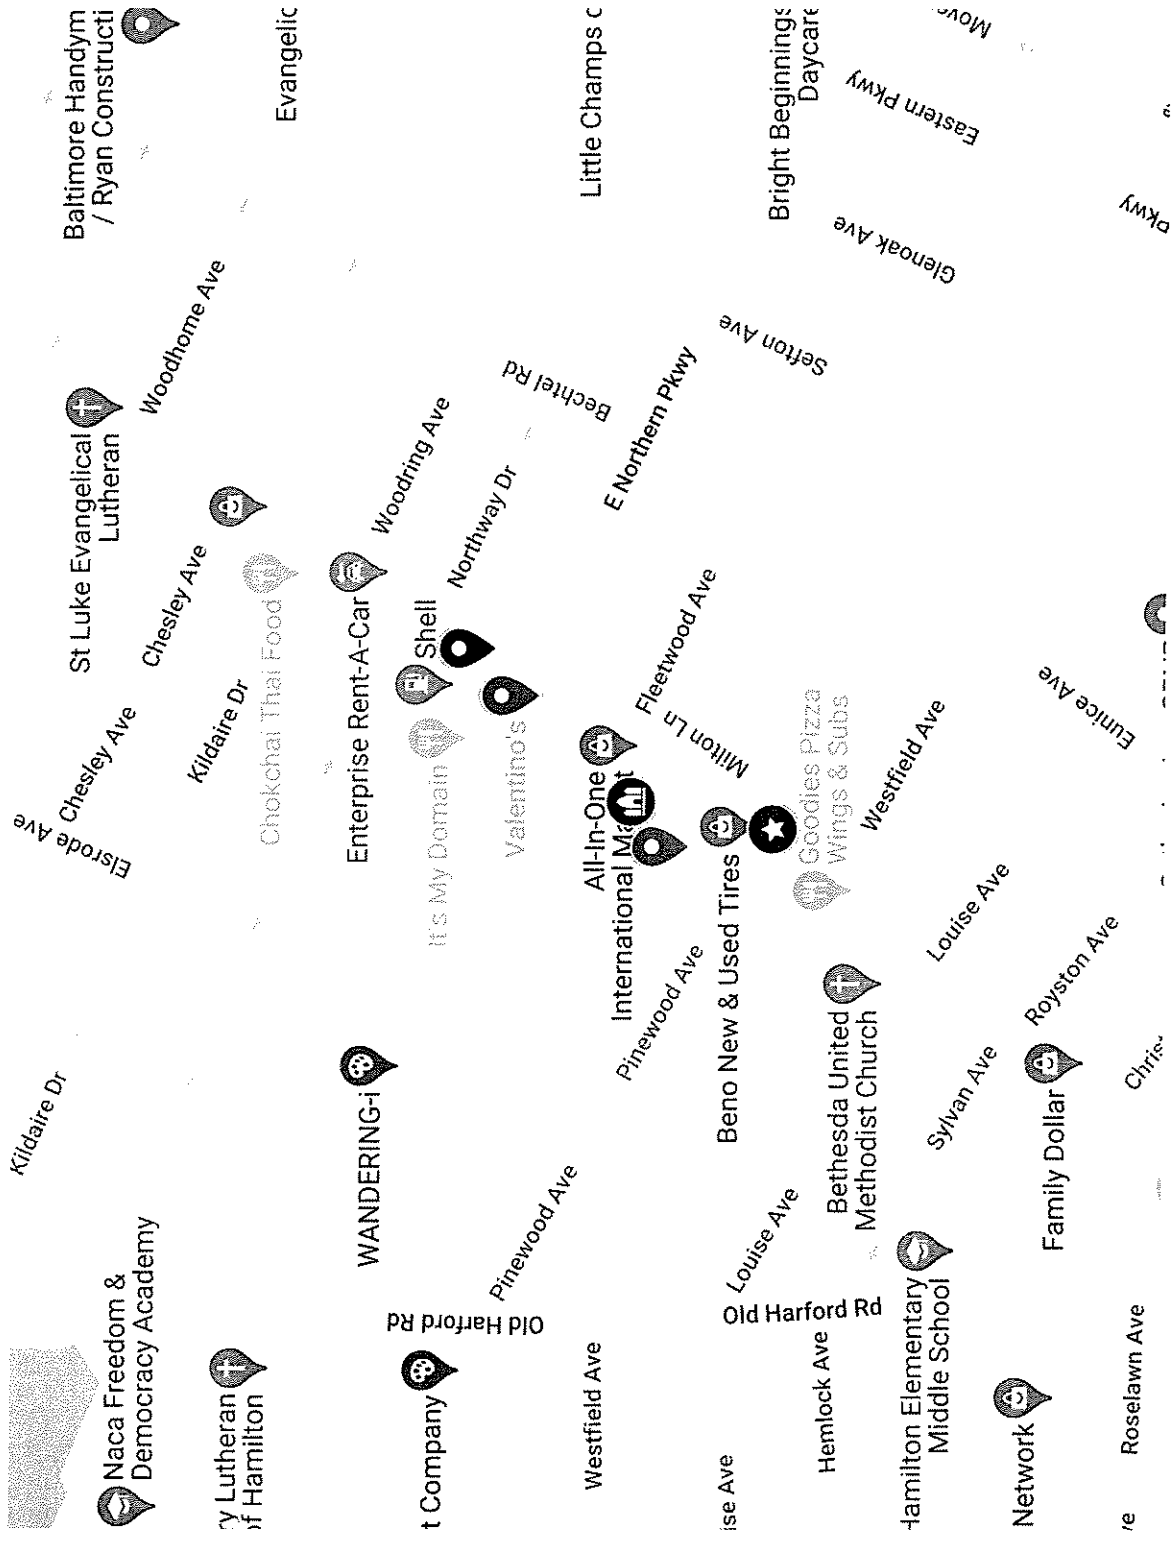 Kildaire Dr
Elsrode Ave
Chesley Ave
St Luke Evangelical
Lutheran
Baltimore Handym
/ Ryan Constructi
Naca Freedom &
Democracy Academy
Chesley Ave
Woodhome Ave
Kildaire Dr
ry Lutheran
of Hamilton
Chokchai Thai Food
Evangelic
WANDERING-i
Enterprise Rent-A-Car
Woodring Ave
Old Harford Rd
t Company
It's My Domain
Shell
Northway Dr
Pinewood Ave
Valentino's
Bechtel Rd
Westfield Ave
All-In-One
International
Little Champs
E Northern Pkwy
Pinewood Ave
Fleetwood Ave
Milton Ln
ise Ave
Louise Ave
Old Harford Rd
Beno New & Used Tires
Sefton Ave
Bright Beginnings
Daycare
Goodies Pizza
Wings & Subs
Hemlock Ave
Bethesda United
Methodist Church
Westfield Ave
Glenoak Ave
Eastern Pkwy
Hamilton Elementary
Middle School
Sylvan Ave
Louise Ave
Network
Family Dollar
Royston Ave
Eunice Ave
Roselawn Ave
Chris
Pkwy
ve